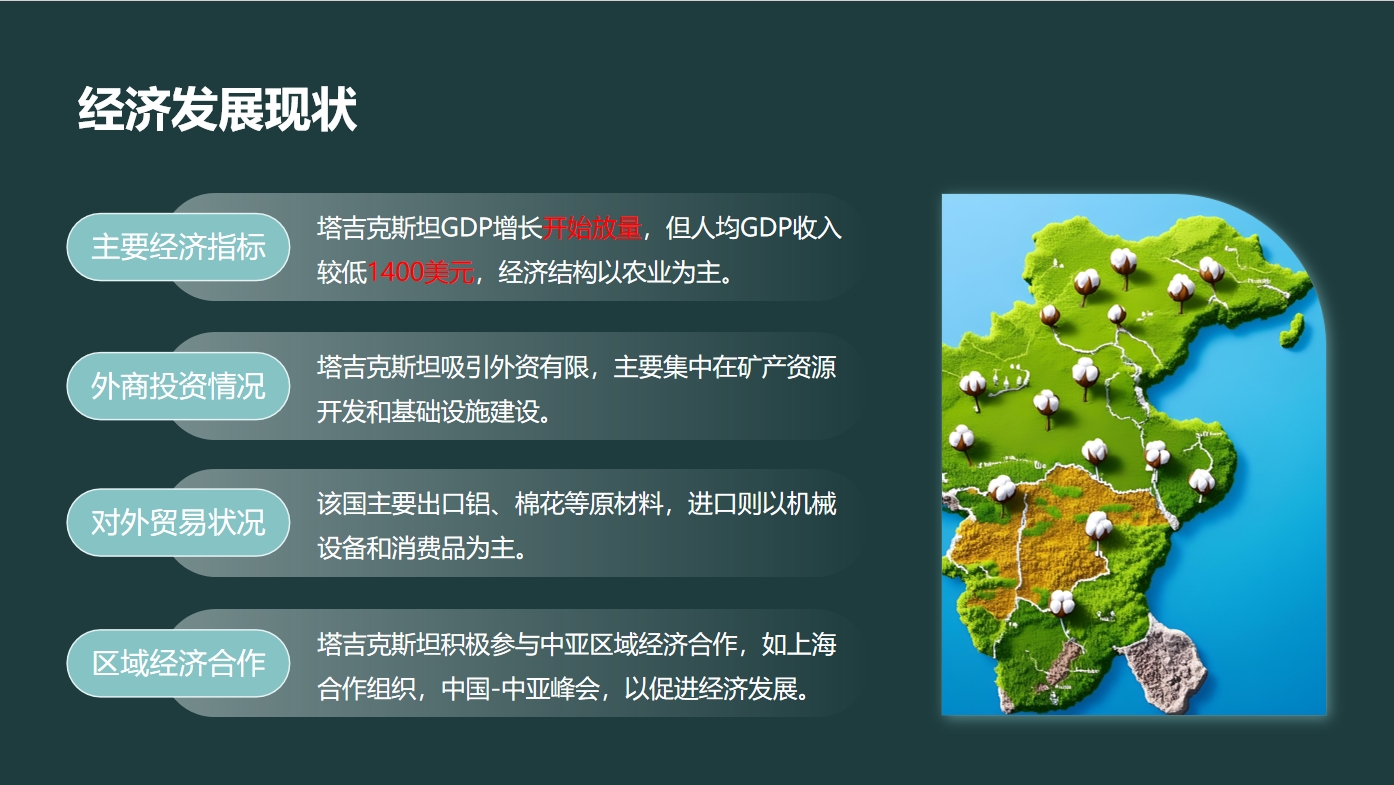 经济发展现状
主要经济指标
塔吉克斯坦GDP增长开始放量，但人均GDP收入
较低1400美元，经济结构以农业为主。
外商投资情况
塔吉克斯坦吸引外资有限，主要集中在矿产资源
开发和基础设施建设。
对外贸易状况
该国主要出口铝、棉花等原材料，进口则以机械
设备和消费品为主。
区域经济合作
塔吉克斯坦积极参与中亚区域经济合作，如上海
合作组织，中国-中亚峰会，以促进经济发展。